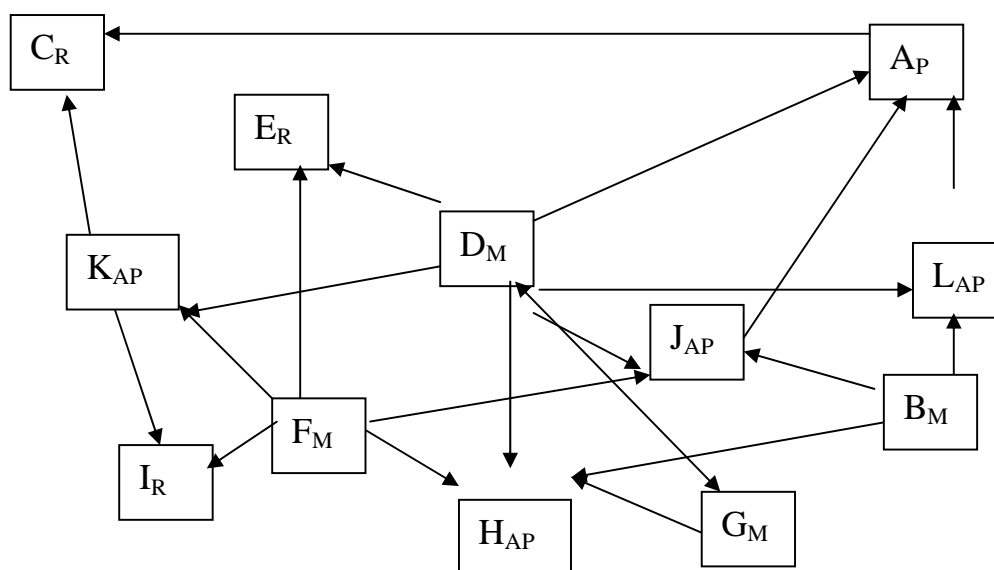 C_R
A_P
E_R
D_M
K_AP
L_AP
J_AP
B_M
F_M
I_R
G_M
H_AP